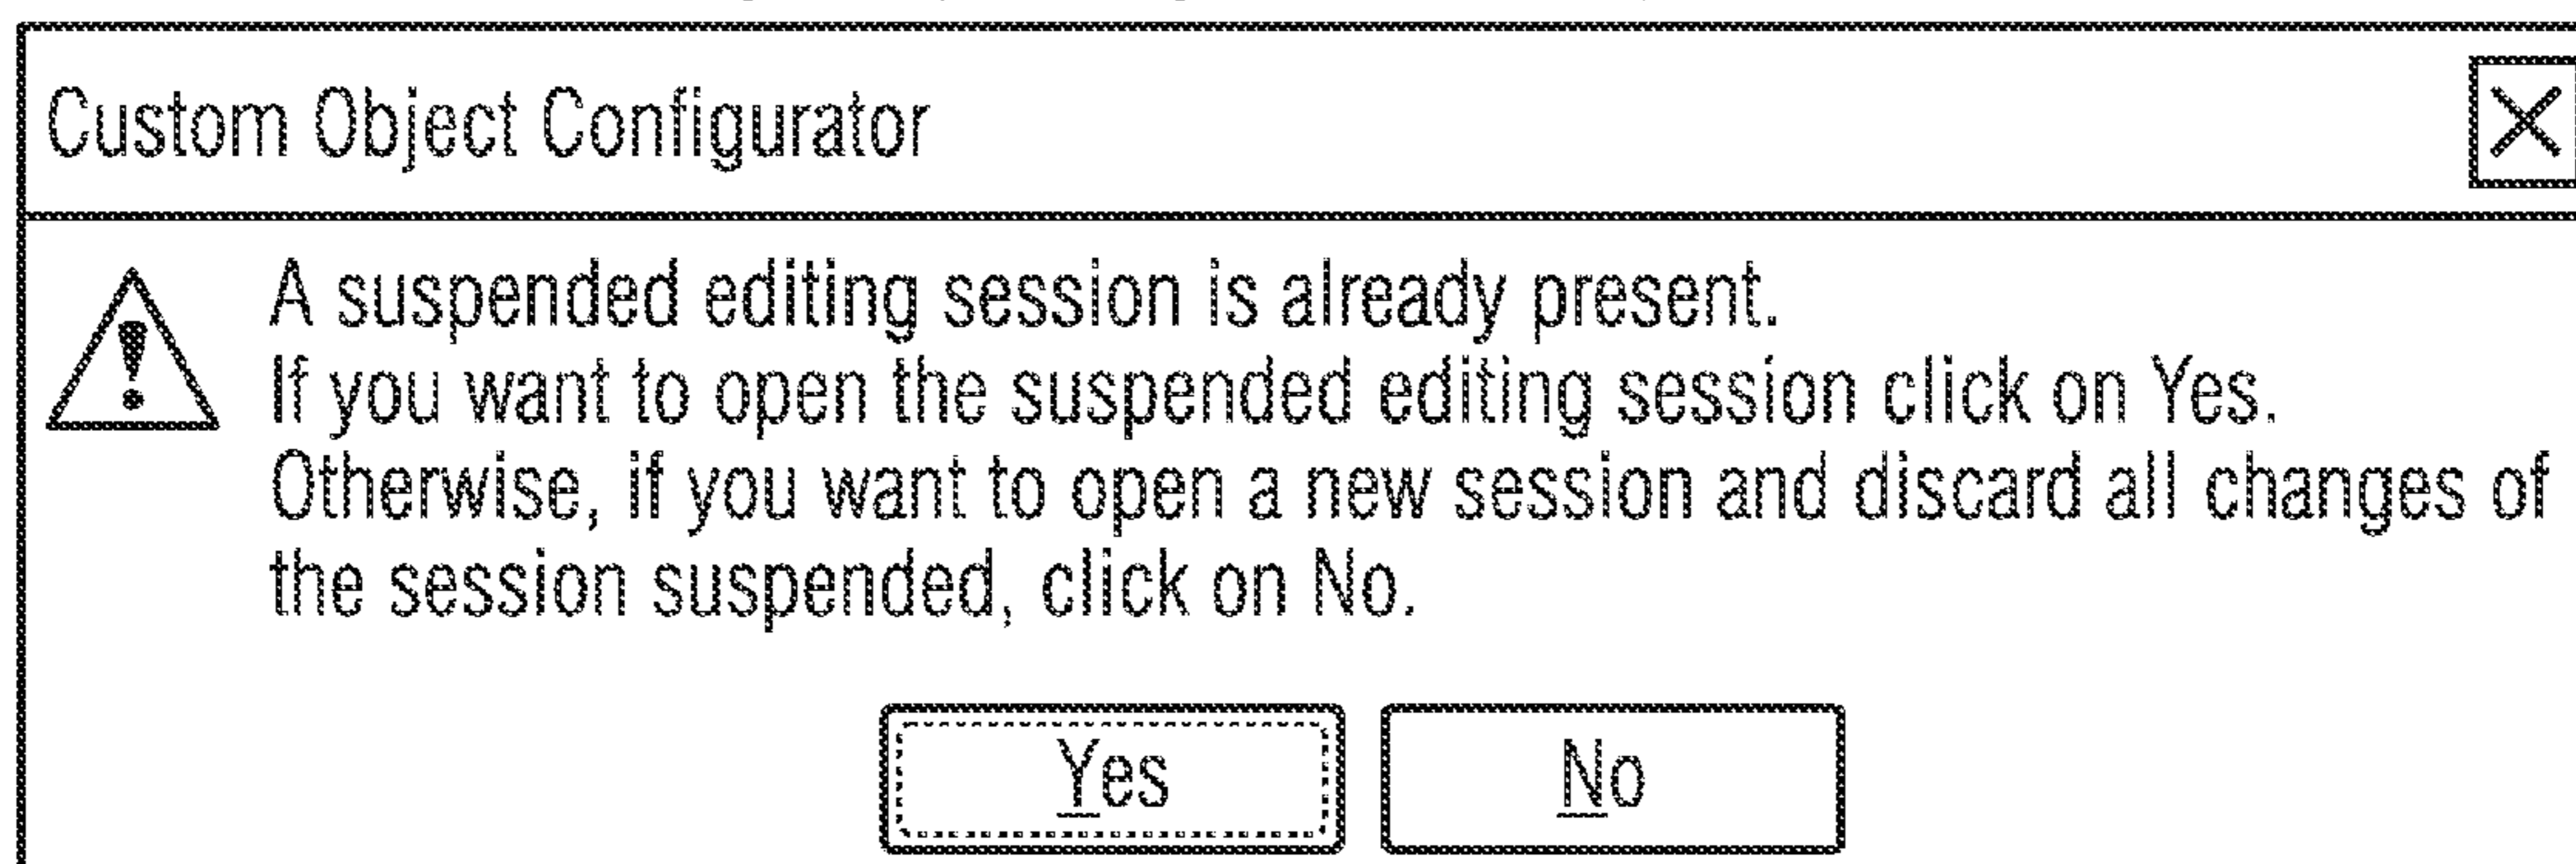 Custom Object Configurator
A suspended editing session is already present.
If you want to open the suspended editing session click on Yes.
Otherwise, if you want to open a new session and discard all changes of
the session suspended, click on No.
Yes No